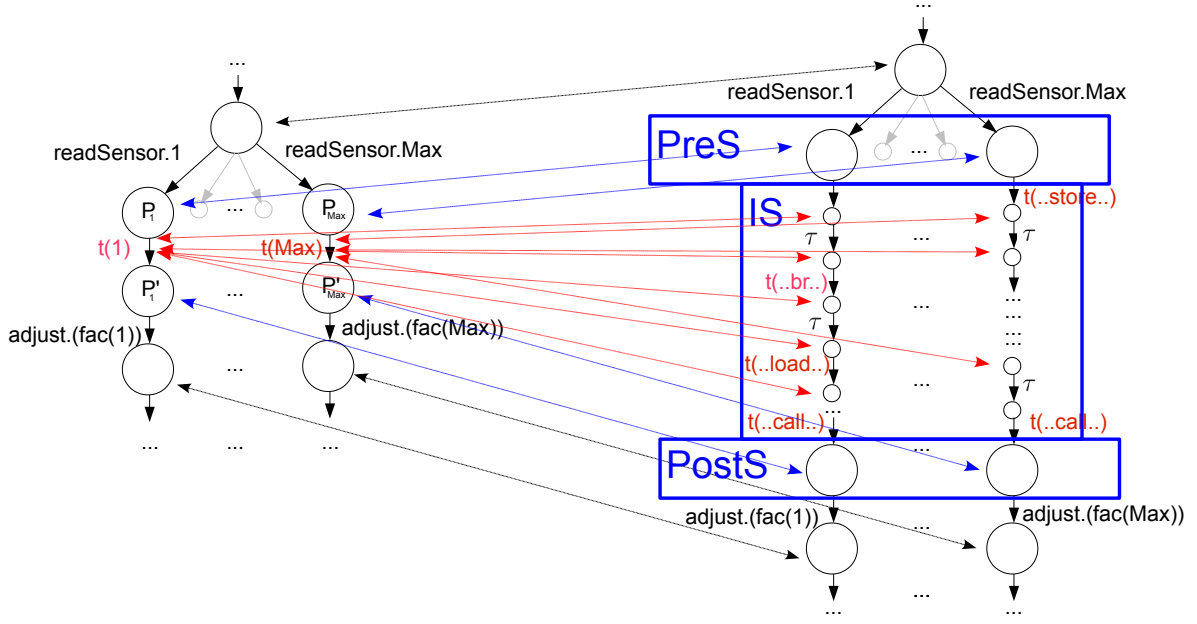 ...
...
readSensor.1
readSensor.Max
readSensor.1
readSensor.Max
PreS
...
P1
...
PMax
IS
t(..store..)
t(1)
t(Max)
τ
...
τ
t(..br..)
P'1
...
P'Max
...
...
τ
...
adjust.(fac(1))
adjust.(fac(Max))
...
t(..load..)
...
...
τ
...
t(..call..)
t(..call..)
...
...
...
...
PostS
adjust.(fac(1))
adjust.(fac(Max))
...
...
...
...